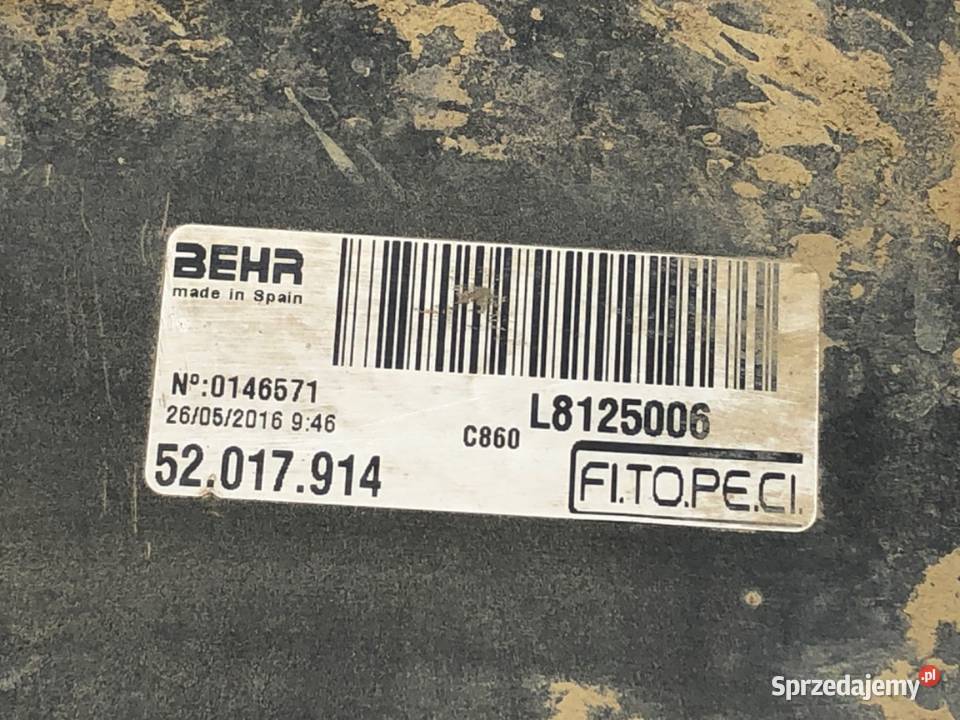 BEHR
made in Spain
Nº:0146571
26/05/2016 9:46
C860
L8125006
52.017.914
FI.TO.PE.CI.
Sprzedajemy.pl